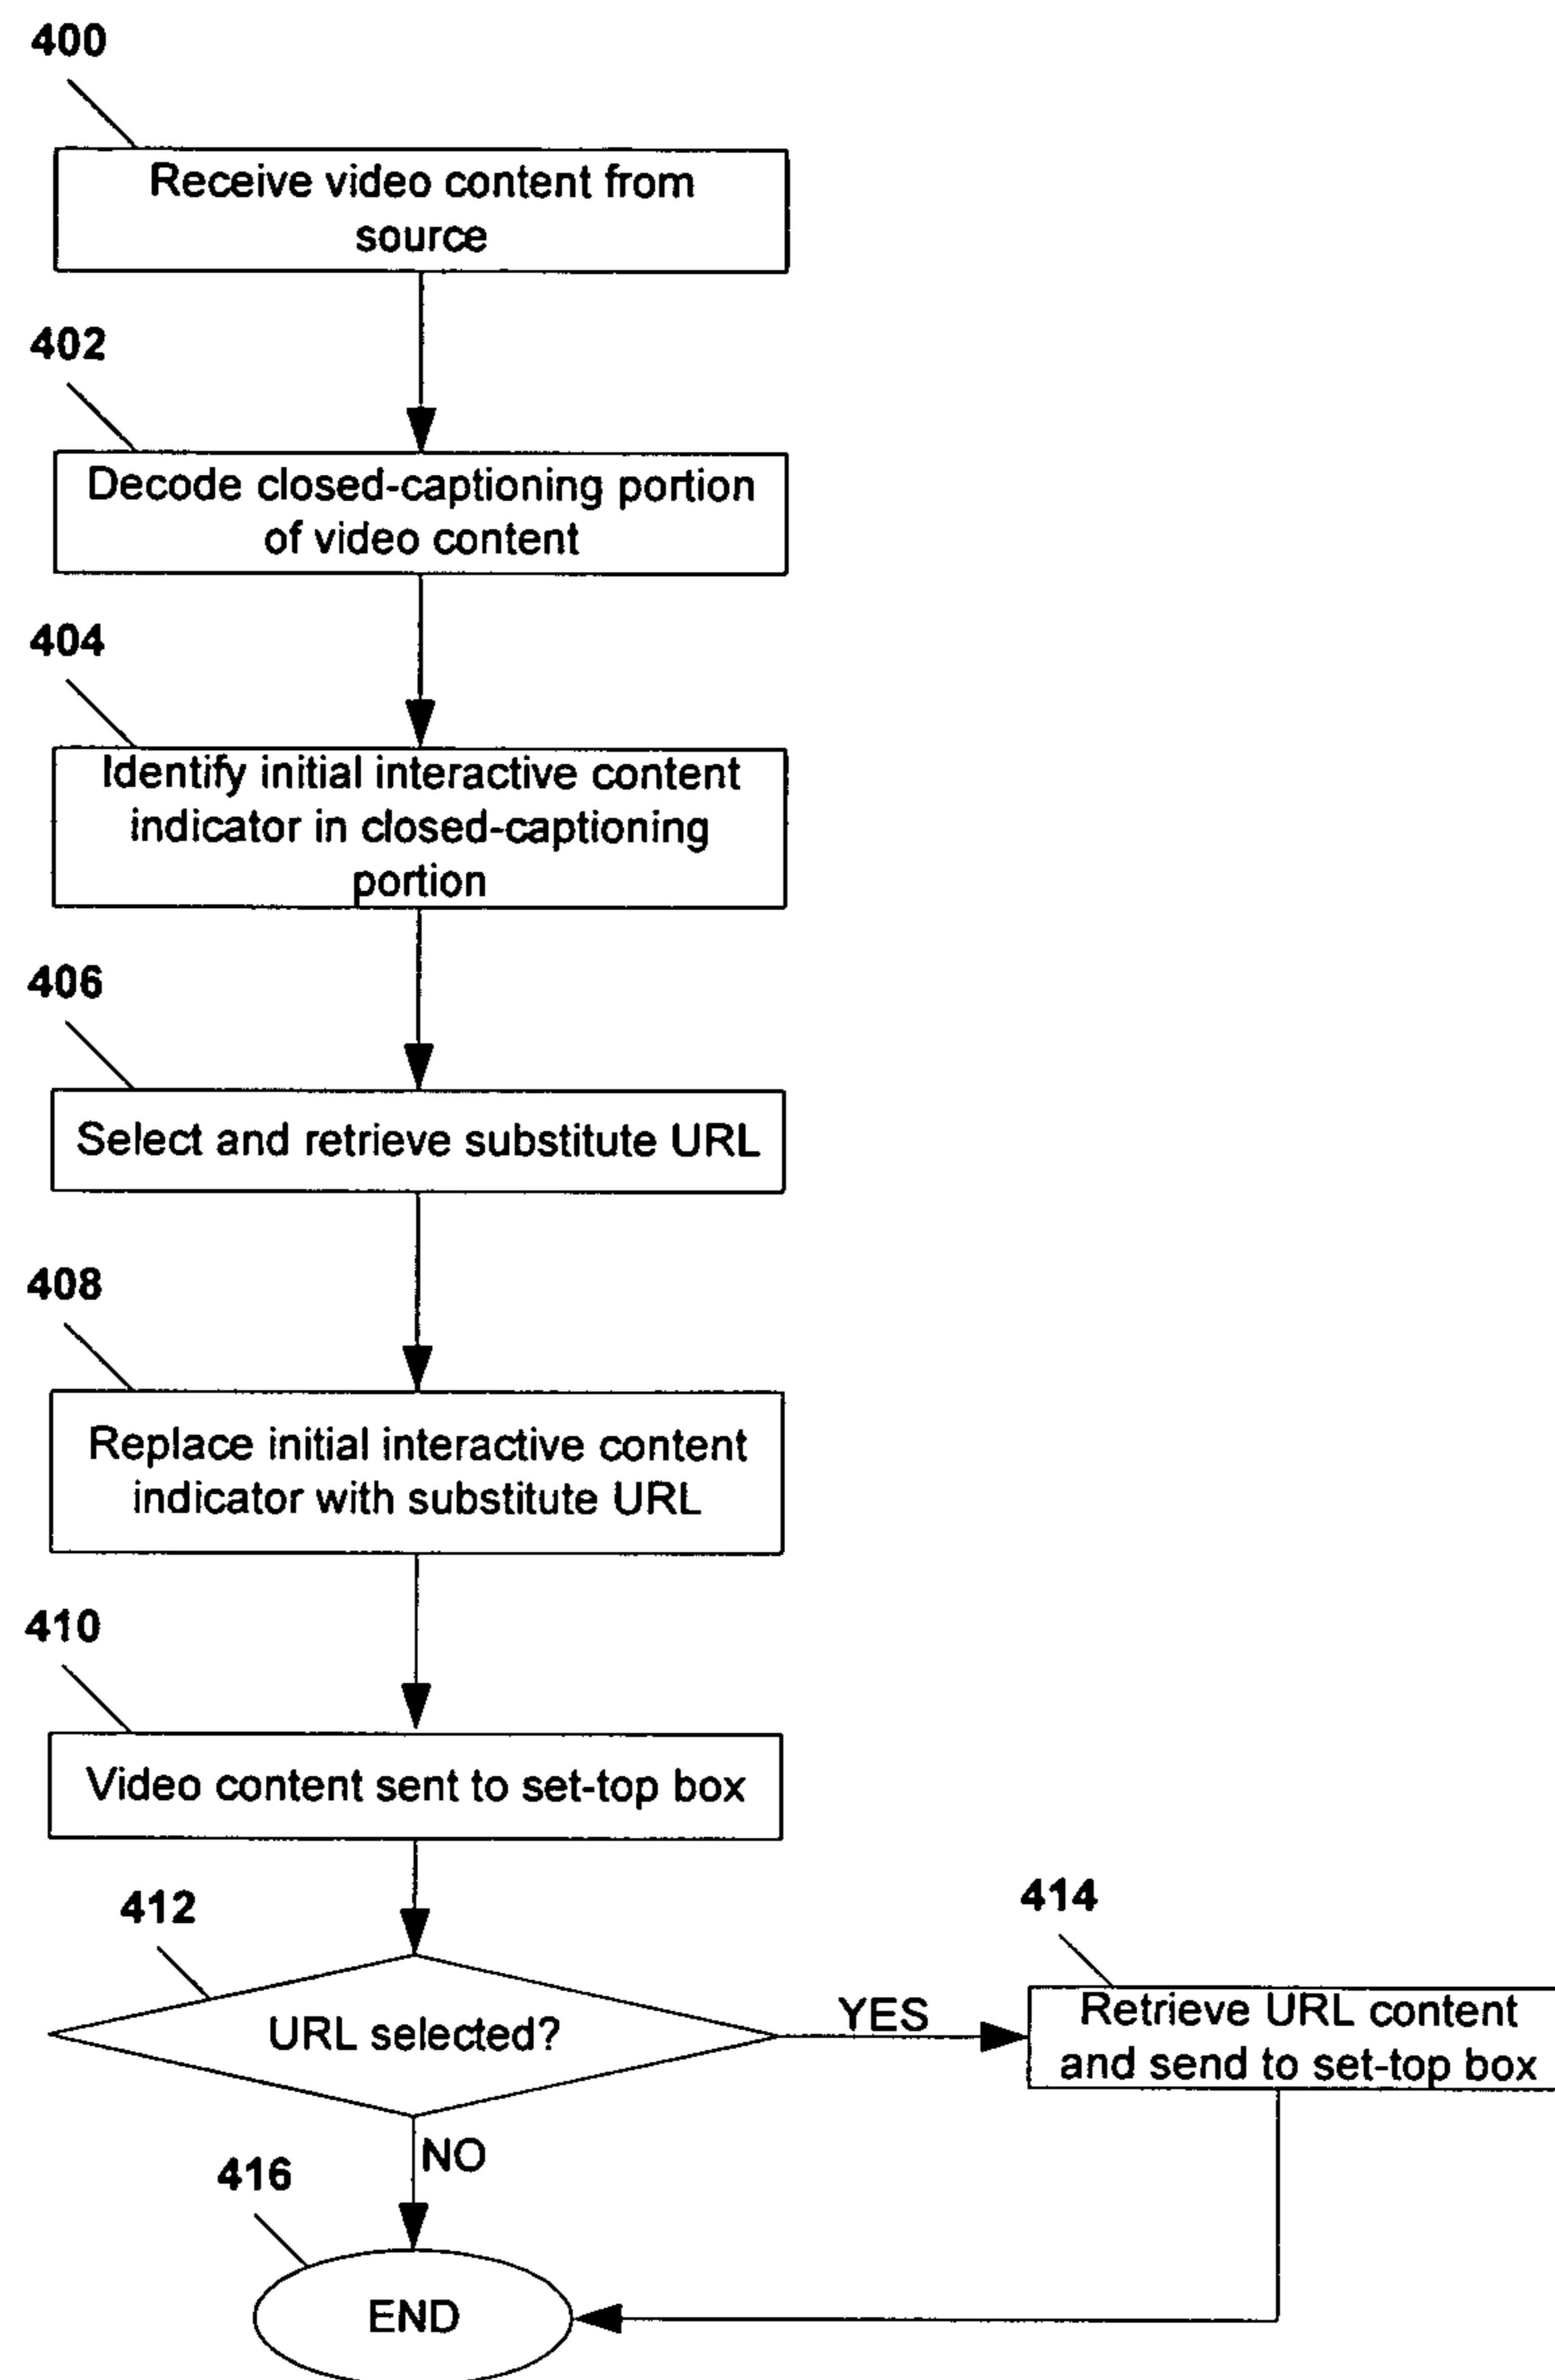 400
Receive video content from
source
402
Decode closed-captioning portion
of video content
404
Identify initial interactive content
indicator in closed-captioning
portion
406
Select and retrieve substitute URL
408
Replace initial interactive content
indicator with substitute URL
410
Video content sent to set-top box
412
URL selected?
YES
414
Retrieve URL content
and send to set-top box
NO
416
END